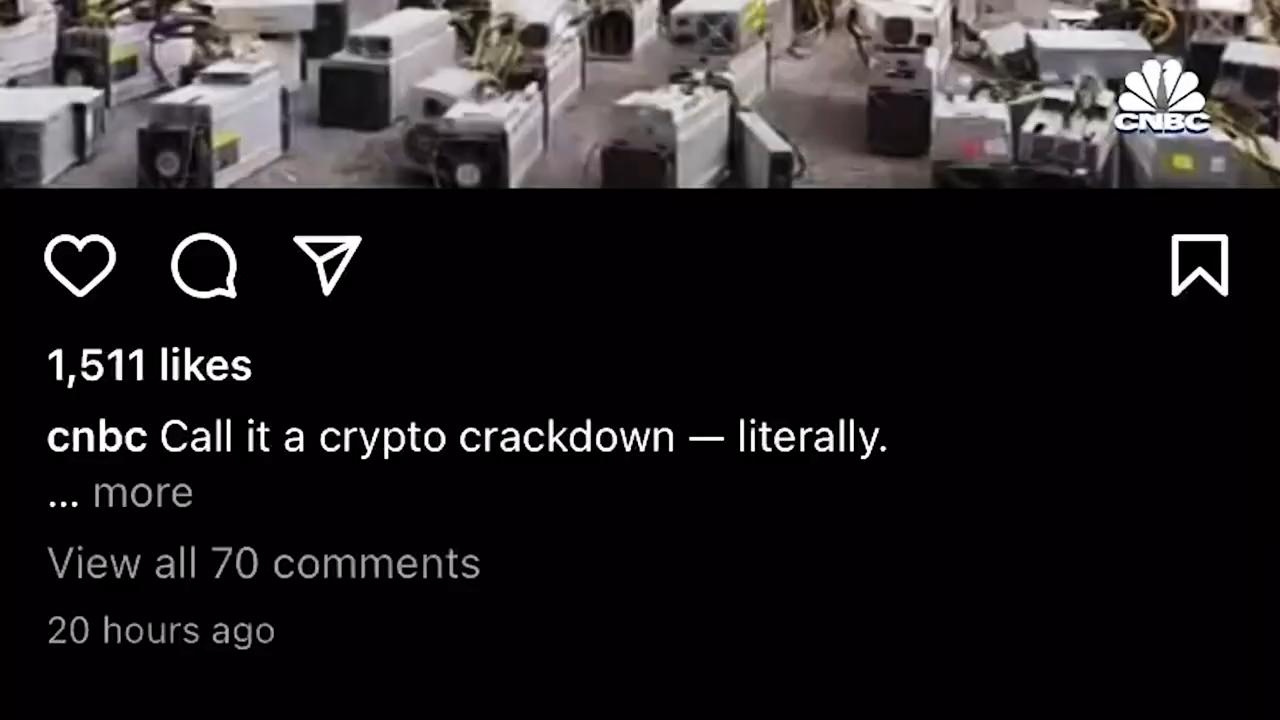 CNBC
1,511 likes
cnbc Call it a crypto crackdown — literally.
... more
View all 70 comments
20 hours ago